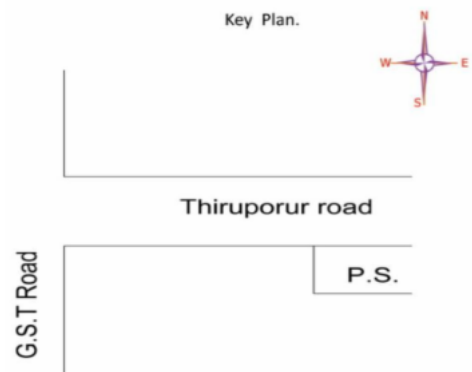 Key Plan.
N
W
E
S
Thiruporur road
P.S.
G.S.T Road